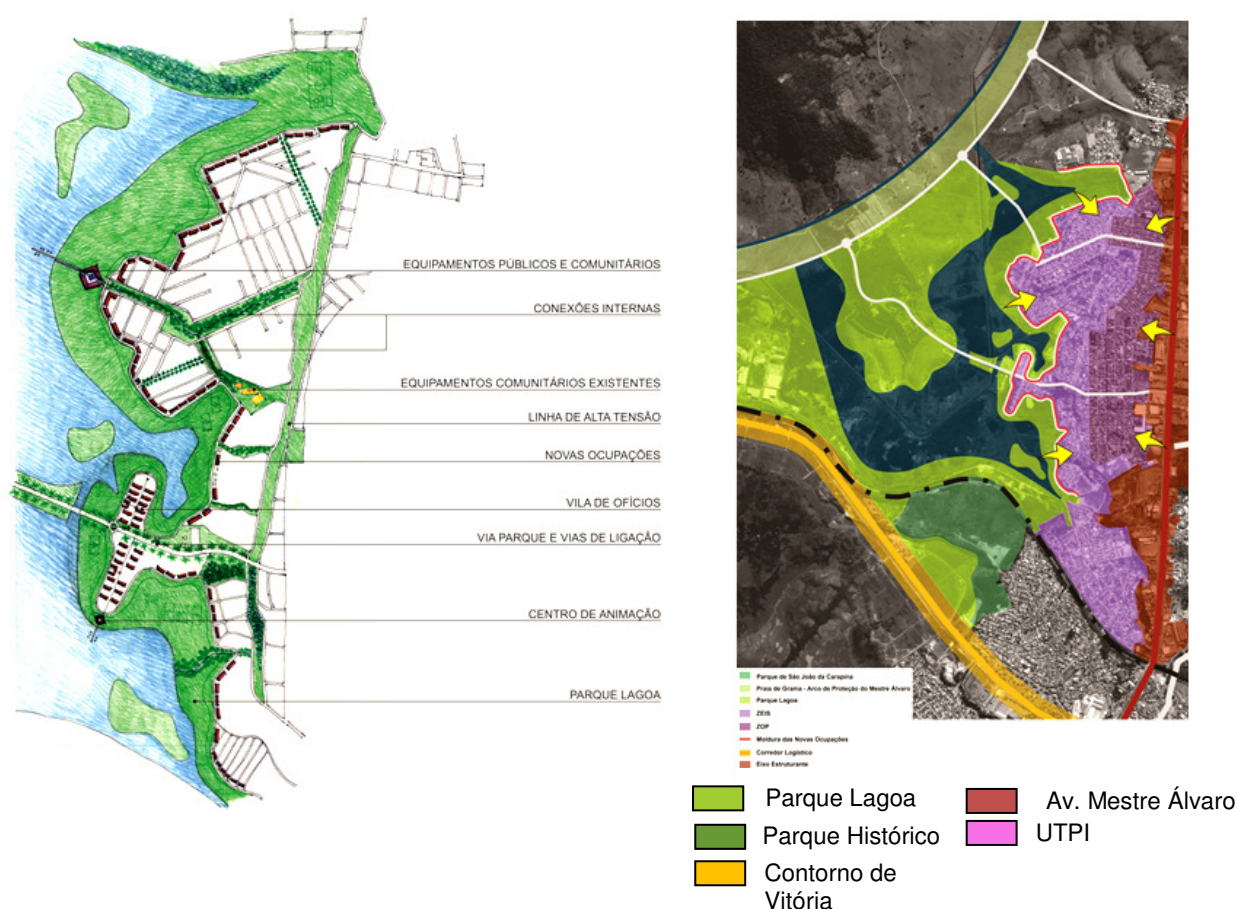 EQUIPAMENTOS PÚBLICOS E COMUNITÁRIOS
CONEXÕES INTERNAS
EQUIPAMENTOS COMUNITÁRIOS EXISTENTES
LINHA DE ALTA TENSÃO
NOVAS OCUPAÇÕES
VILA DE OFÍCIOS
VIA PARQUE E VIAS DE LIGAÇÃO
CENTRO DE ANIMAÇÃO
PARQUE LAGOA
Parque de São João da Carapina
Praia de Grama - Arco de Proteção do Mestre Álvaro
Parque Lagoa
ZEIS
ZOP
Moldura das Novas Ocupações
Corredor Logístico
Eixo Estruturante
Parque Lagoa
Parque Histórico
Contorno de
Vitória
Av. Mestre Álvaro
UTPI